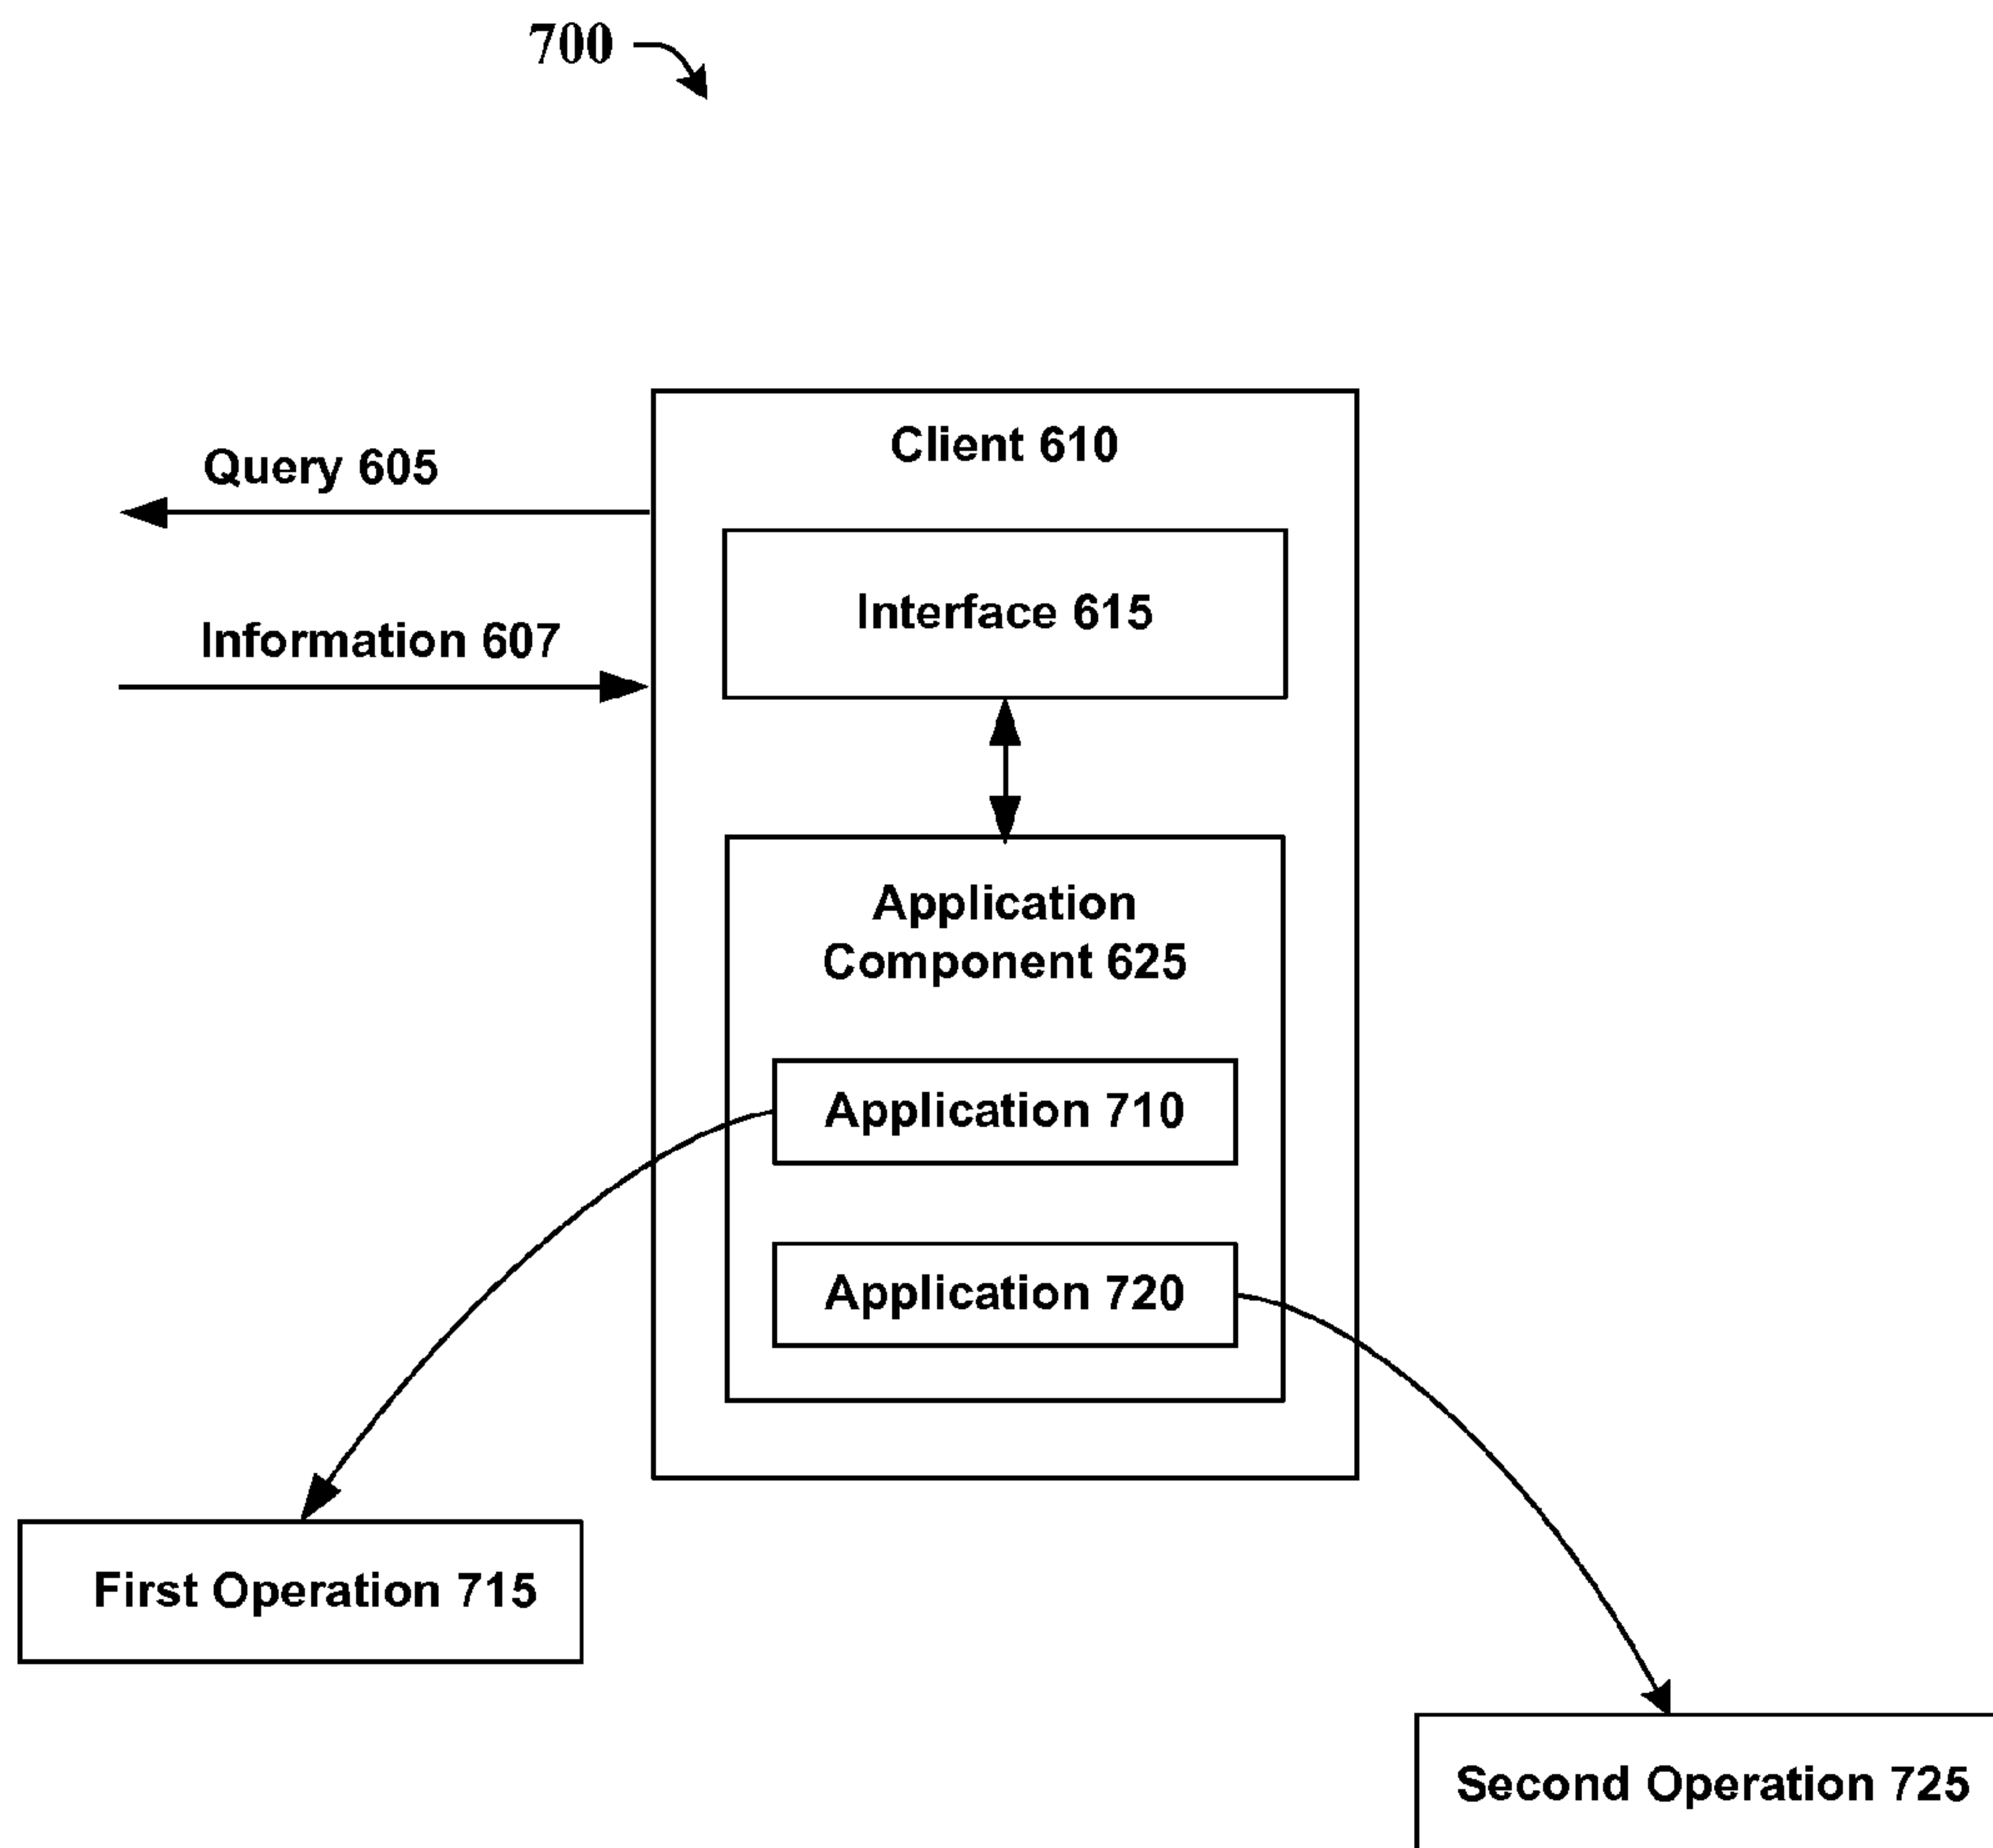 700
Client 610
Query 605
Interface 615
Information 607
Application
Component 625
Application 710
Application 720
First Operation 715
Second Operation 725